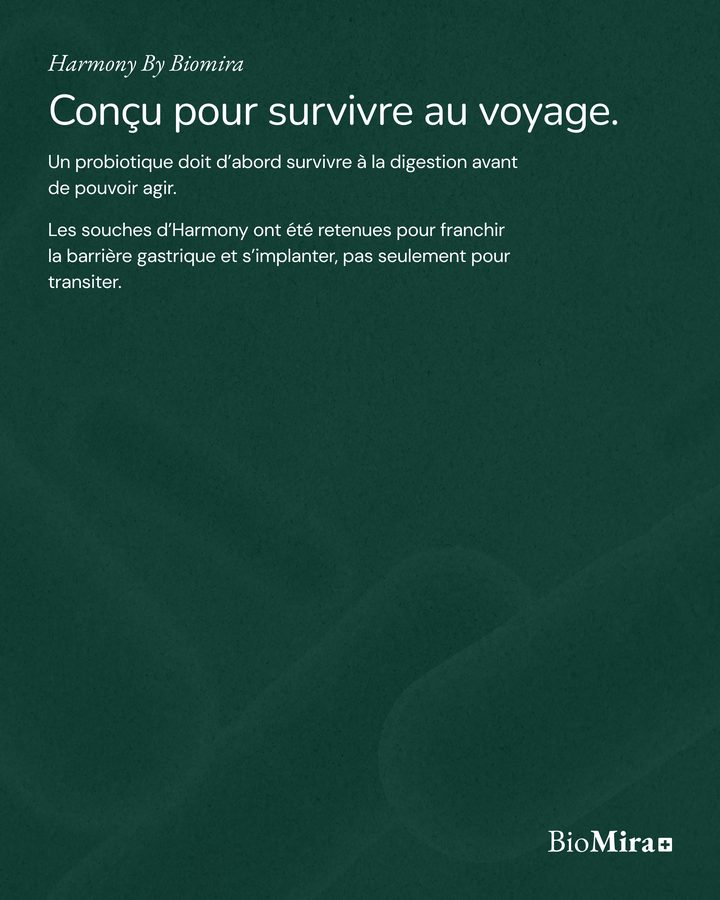 Harmony By Biomira
Conçu pour survivre au voyage.
Un probiotique doit d’abord survivre à la digestion avant
de pouvoir agir.
Les souches d’Harmony ont été retenues pour franchir
la barrière gastrique et s’implanter, pas seulement pour
transiter.
BioMira